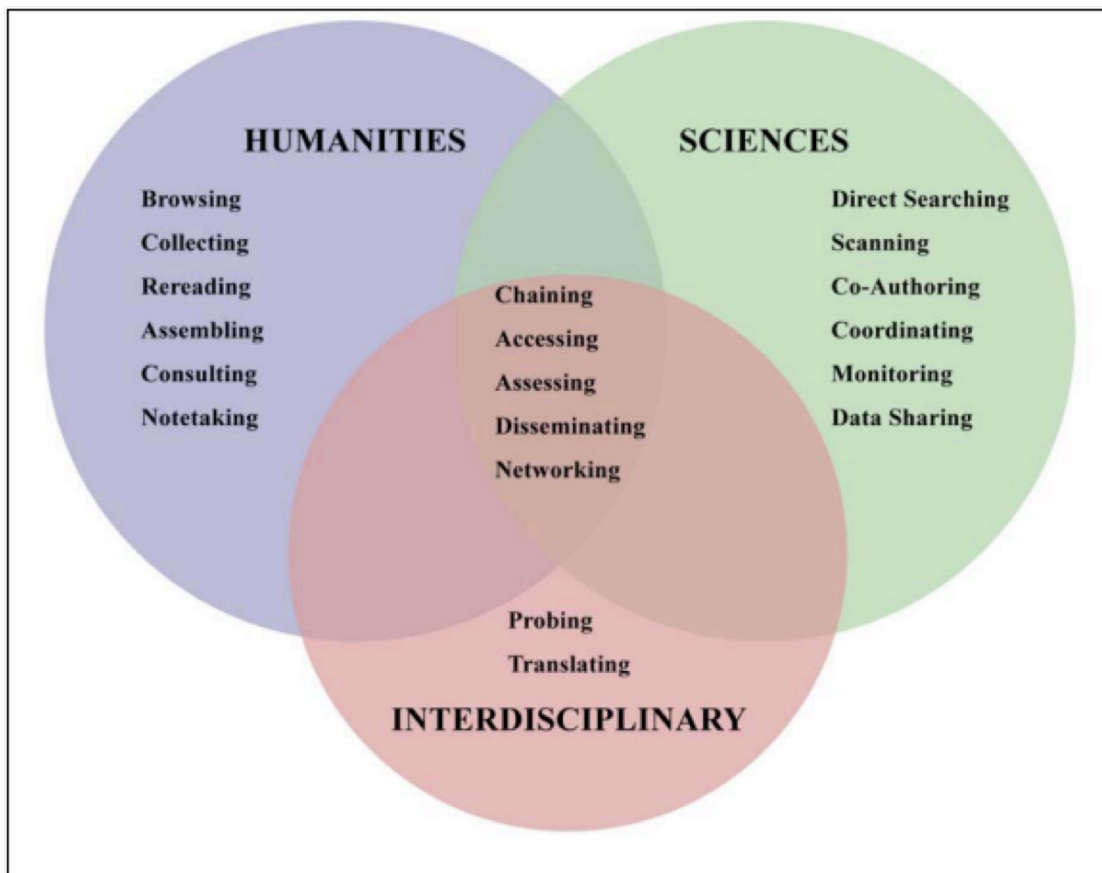 HUMANITIES
Browsing
Collecting
Rereading
Assembling
Consulting
Notetaking
SCIENCES
Direct Searching
Scanning
Co-Authoring
Coordinating
Monitoring
Data Sharing
Chaining
Accessing
Assessing
Disseminating
Networking
Probing
Translating
INTERDISCIPLINARY